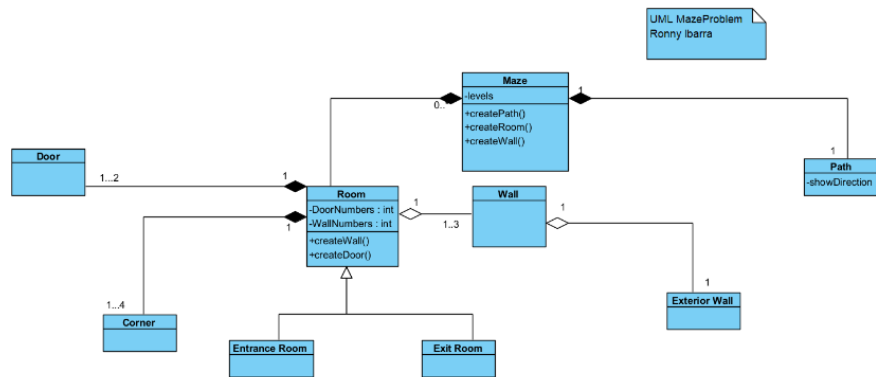 UML MazeProblem
Ronny Ibarra
Maze
-levels
+createPath()
+createRoom()
+createWall()
0..
1
1
Path
-showDirection
Door
1...2
1
Room
-DoorNumbers : int
-WallNumbers : int
+createWall()
+createDoor()
1
1
1..3
Wall
1
1
Exterior Wall
1...4
Corner
Entrance Room
Exit Room